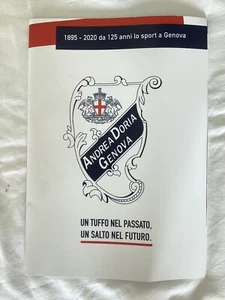 1895 - 2020 da 125 anni lo sport a Genova
ANDREA DORIA
GENOVA
UN TUFFO NEL PASSATO,
UN SALTO NEL FUTURO.